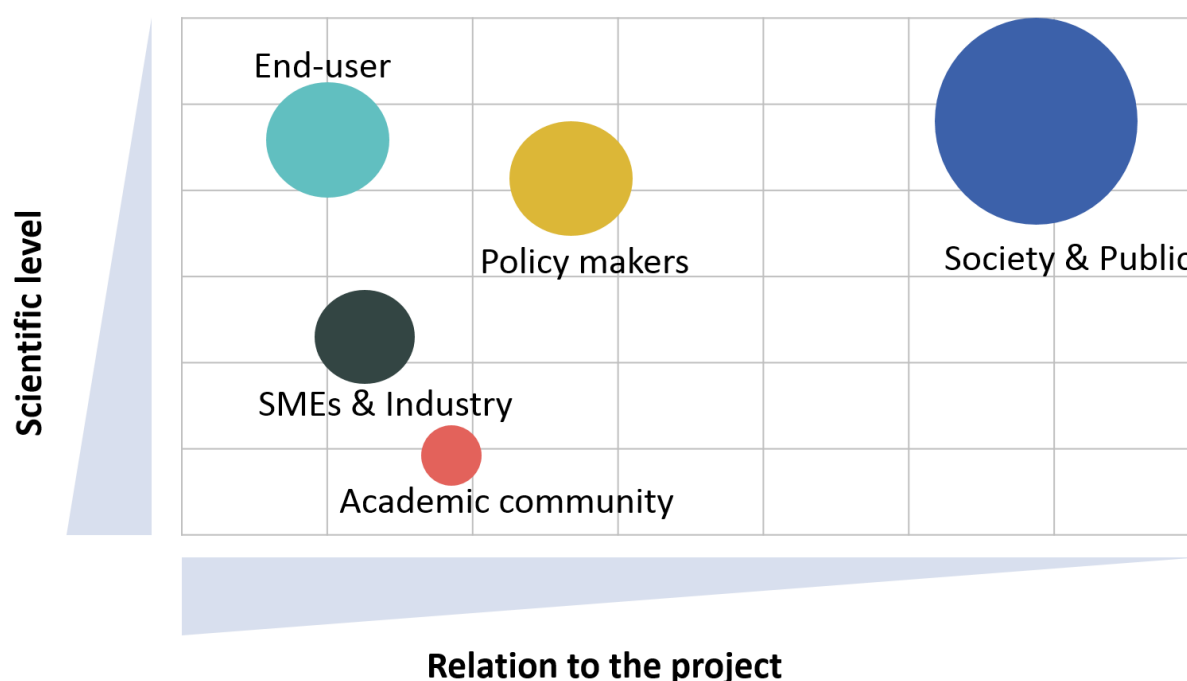 End-user
Policy makers
Society & Public
SMEs & Industry
Academic community
Scientific level
Relation to the project